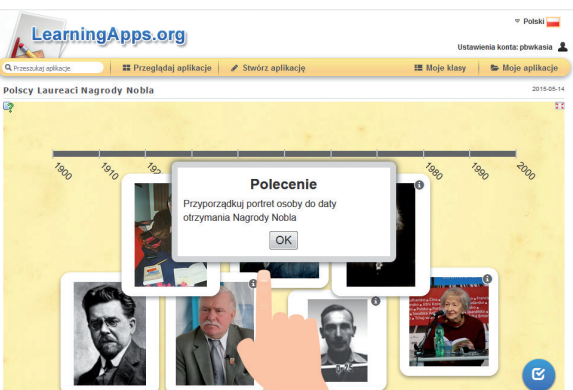 LearningApps.org
Polski
Ustawienia konta: pbwkasia
Przeszukaj aplikacje
Przeglądaj aplikacje
Stwórz aplikację
Moje klasy
Moje aplikacje
Polscy Laureaci Nagrody Nobla
2015-05-14
1900
1910
1980
1990
2000
Polecenie
Przyporządkuj portret osoby do daty
otrzymania Nagrody Nobla
OK